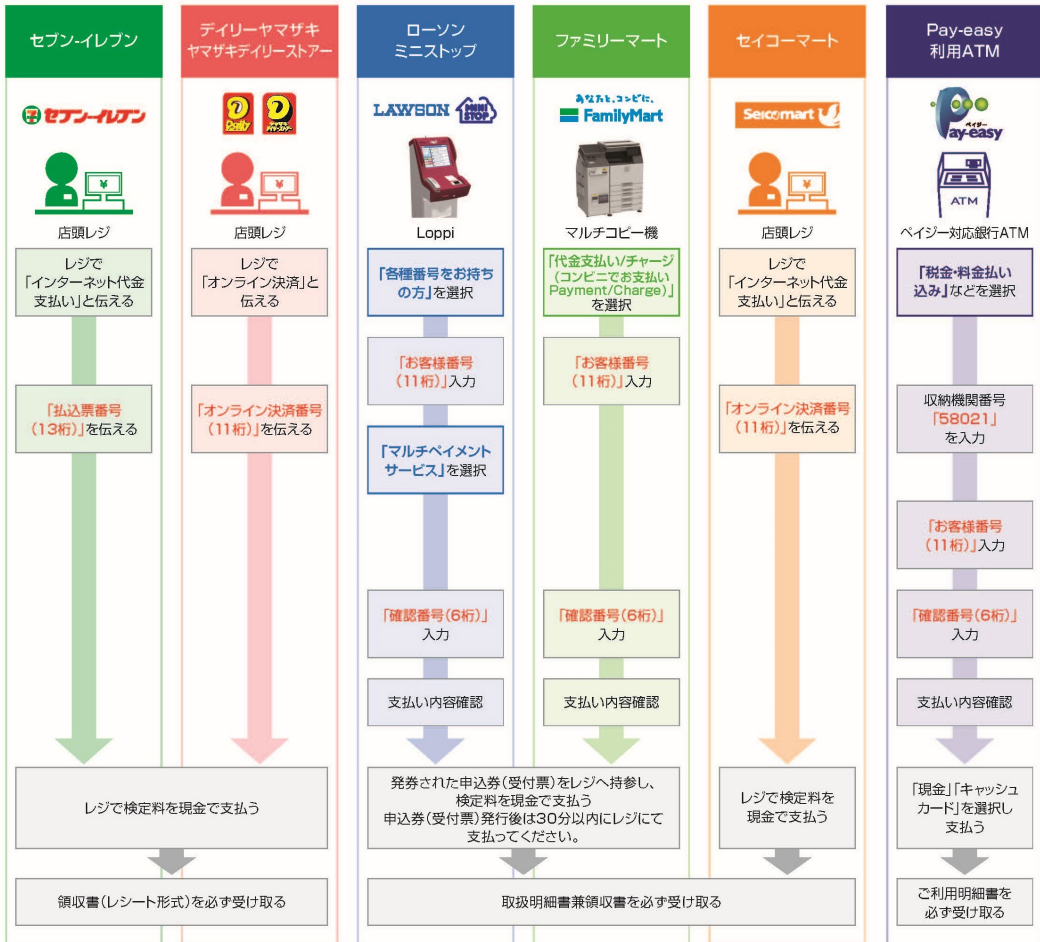 セブン-イレブン
デイリーヤマザキ
ヤマザキデイリーストアー
ローソン
ミニストップ
ファミリーマート
セイコーマート
Pay-easy
利用ATM
セブン-イレブン
Daily
LAWSON
MINI
STOP
あなたと、コンビに、
FamilyMart
Seicomart
ペイジー
Pay-easy
¥
¥
¥
ATM
店頭レジ
店頭レジ
Loppi
マルチコピー機
店頭レジ
ペイジー対応銀行ATM
レジで
「インターネット代金
支払い」と伝える
レジで
「オンライン決済」と
伝える
「各種番号をお持ち
の方」を選択
「代金支払い/チャージ
(コンビニでお支払い
Payment/Charge)」
を選択
レジで
「インターネット代金
支払い」と伝える
「税金・料金払い
込み」などを選択
「お客様番号
(11桁)」入力
「お客様番号
(11桁)」入力
「払込票番号
(13桁)」を伝える
「オンライン決済番号
(11桁)」を伝える
「マルチペイメント
サービス」を選択
「オンライン決済番号
(11桁)」を伝える
収納機関番号
「58021」
を入力
「お客様番号
(11桁)」入力
「確認番号(6桁)」
入力
「確認番号(6桁)」
入力
「確認番号(6桁)」
入力
支払い内容確認
支払い内容確認
支払い内容確認
レジで検定料を現金で支払う
発券された申込券(受付票)をレジへ持参し、
検定料を現金で支払う
申込券(受付票)発行後は30分以内にレジにて
支払ってください。
レジで検定料を
現金で支払う
「現金」「キャッシュ
カード」を選択し
支払う
領収書(レシート形式)を必ず受け取る
取扱明細書兼領収書を必ず受け取る
ご利用明細書を
必ず受け取る